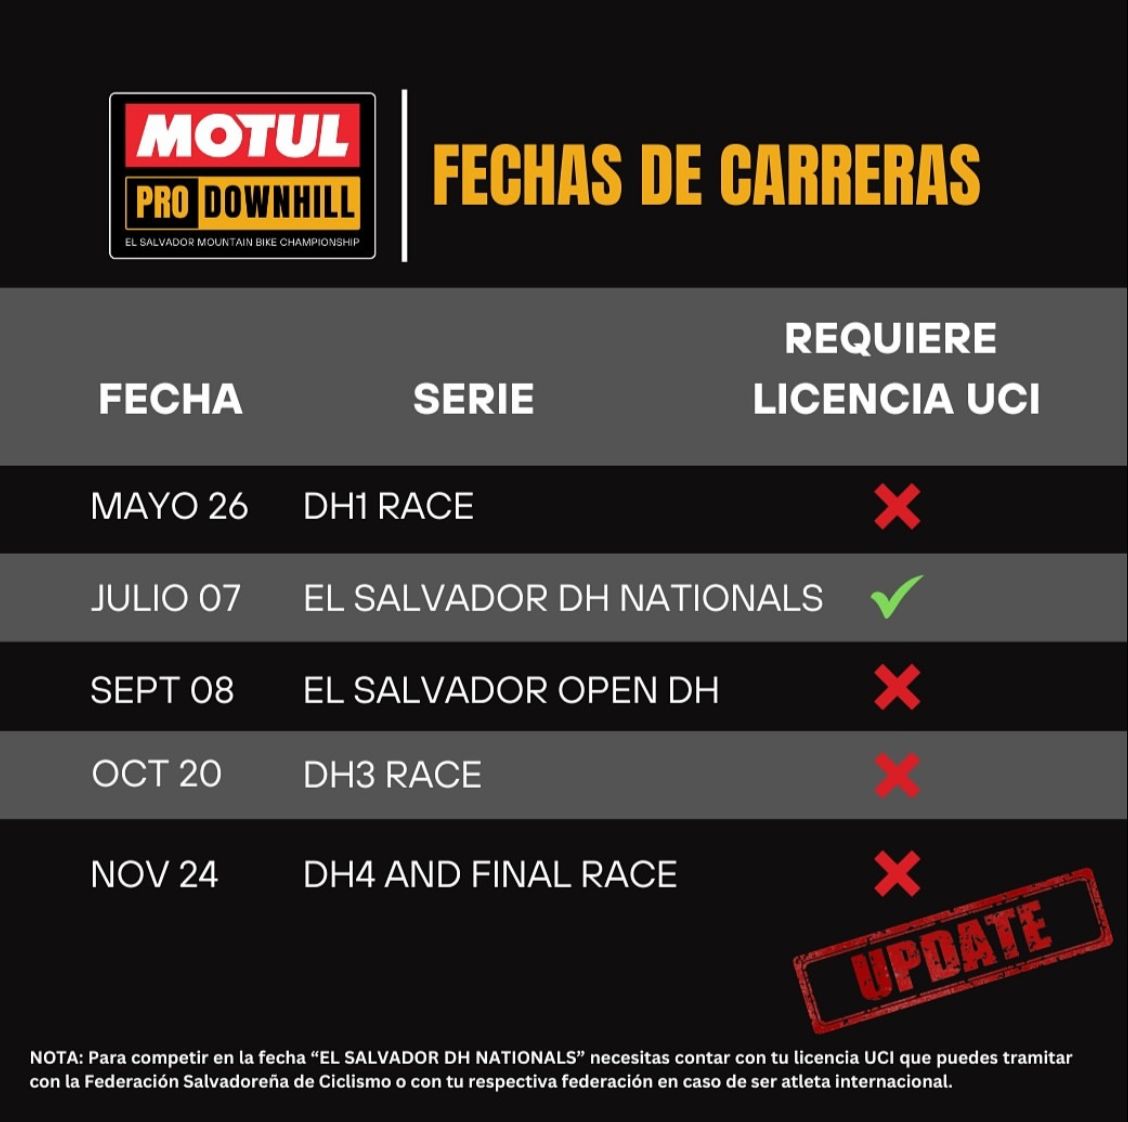 MOTUL
PRO DOWNHILL
EL SALVADOR MOUNTAIN BIKE CHAMPIONSHIP
FECHAS DE CARRERAS
FECHA SERIE REQUIERE LICENCIA UCI
MAYO 26 DH1 RACE ❌
JULIO 07 EL SALVADOR DH NATIONALS ✓
SEPT 08 EL SALVADOR OPEN DH ❌
OCT 20 DH3 RACE ❌
NOV 24 DH4 AND FINAL RACE ❌
UPDATE
NOTA: Para competir en la fecha “EL SALVADOR DH NATIONALS” necesitas contar con tu licencia UCI que puedes tramitar
con la Federación Salvadoreña de Ciclismo o con tu respectiva federación en caso de ser atleta internacional.